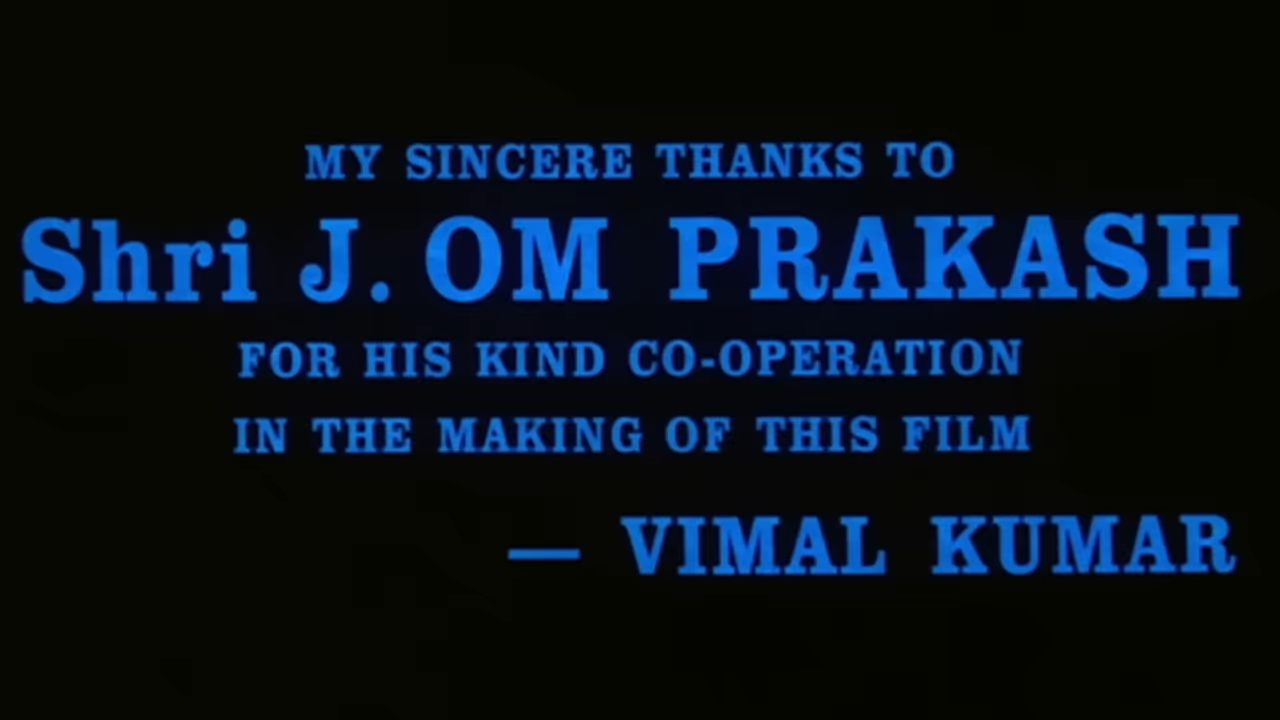 MY SINCERE THANKS TO
Shri J. OM PRAKASH
FOR HIS KIND CO-OPERATION
IN THE MAKING OF THIS FILM
— VIMAL KUMAR